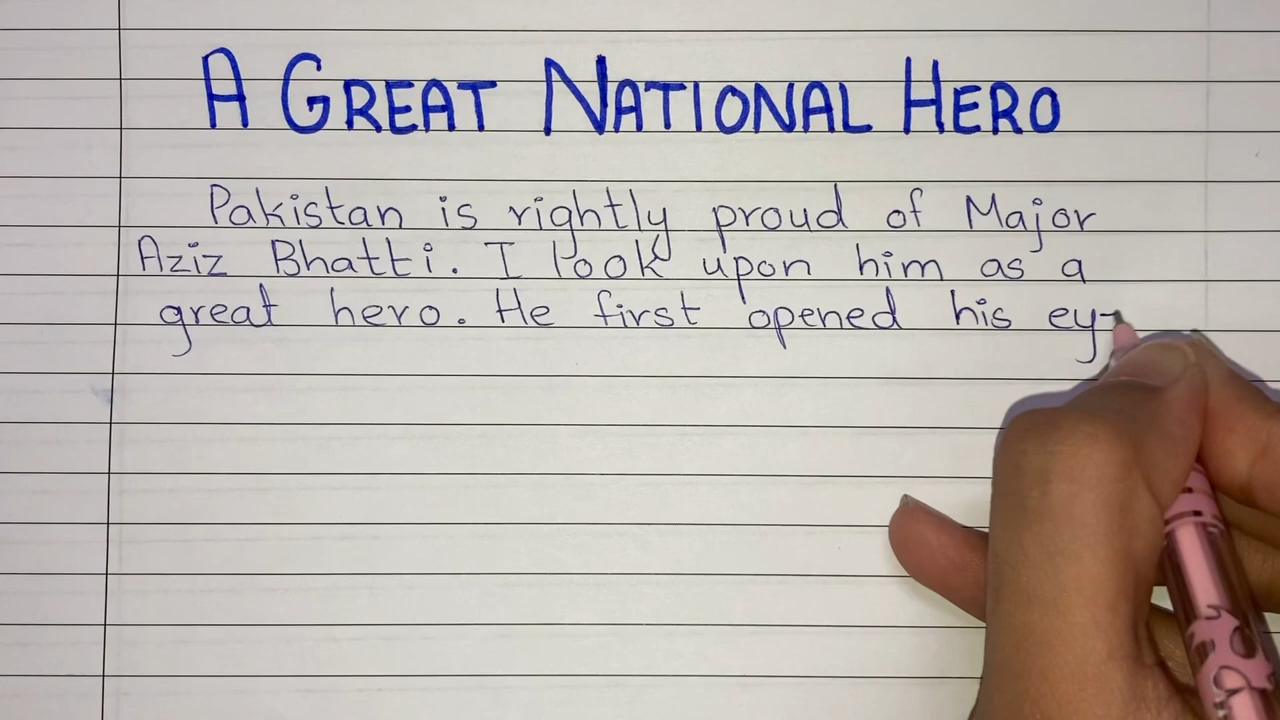 A GREAT NATIONAL HERO
Pakistan is rightly proud of Major
Aziz Bhatti. I look upon him as a
great hero. He first opened his ey